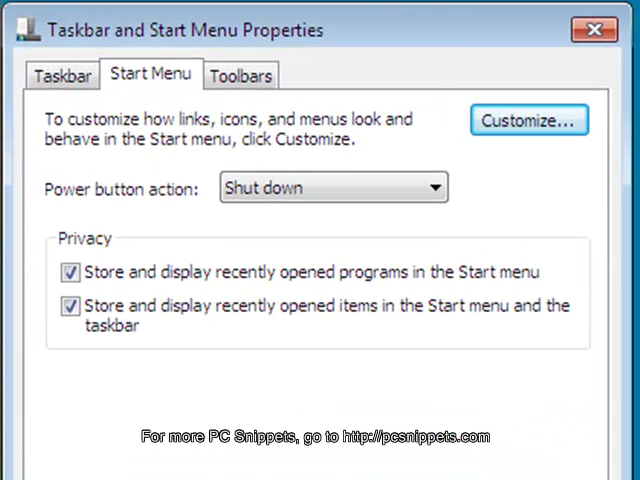 Taskbar and Start Menu Properties
Taskbar
Start Menu
Toolbars
To customize how links, icons, and menus look and
behave in the Start menu, click Customize.
Customize...
Power button action:
Shut down
Privacy
Store and display recently opened programs in the Start menu
Store and display recently opened items in the Start menu and the
taskbar
For more PC Snippets, go to http://pcsnippets.com